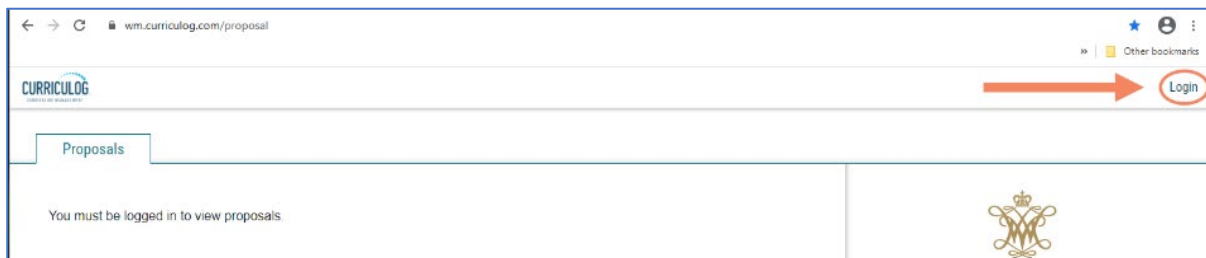 wm.curriculog.com/proposal
» Other bookmarks
CURRICULOG
Login
Proposals
You must be logged in to view proposals.